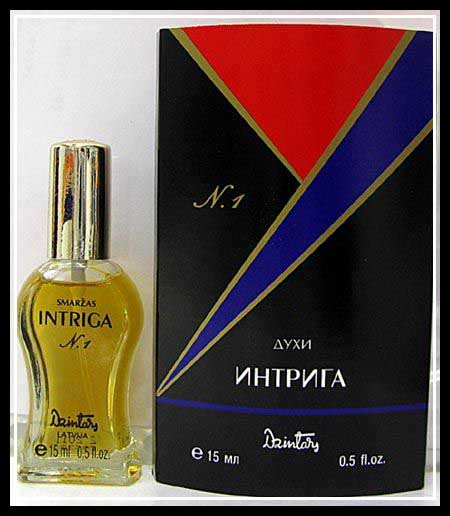 SMARŽAS
INTRIGA
N.1
Dzintars
LATVIJA
e 15 ml 0.5 fl.oz.
N.1
ДУХИ
ИНТРИГА
Dzintars
e 15 мл 0.5 fl.oz.